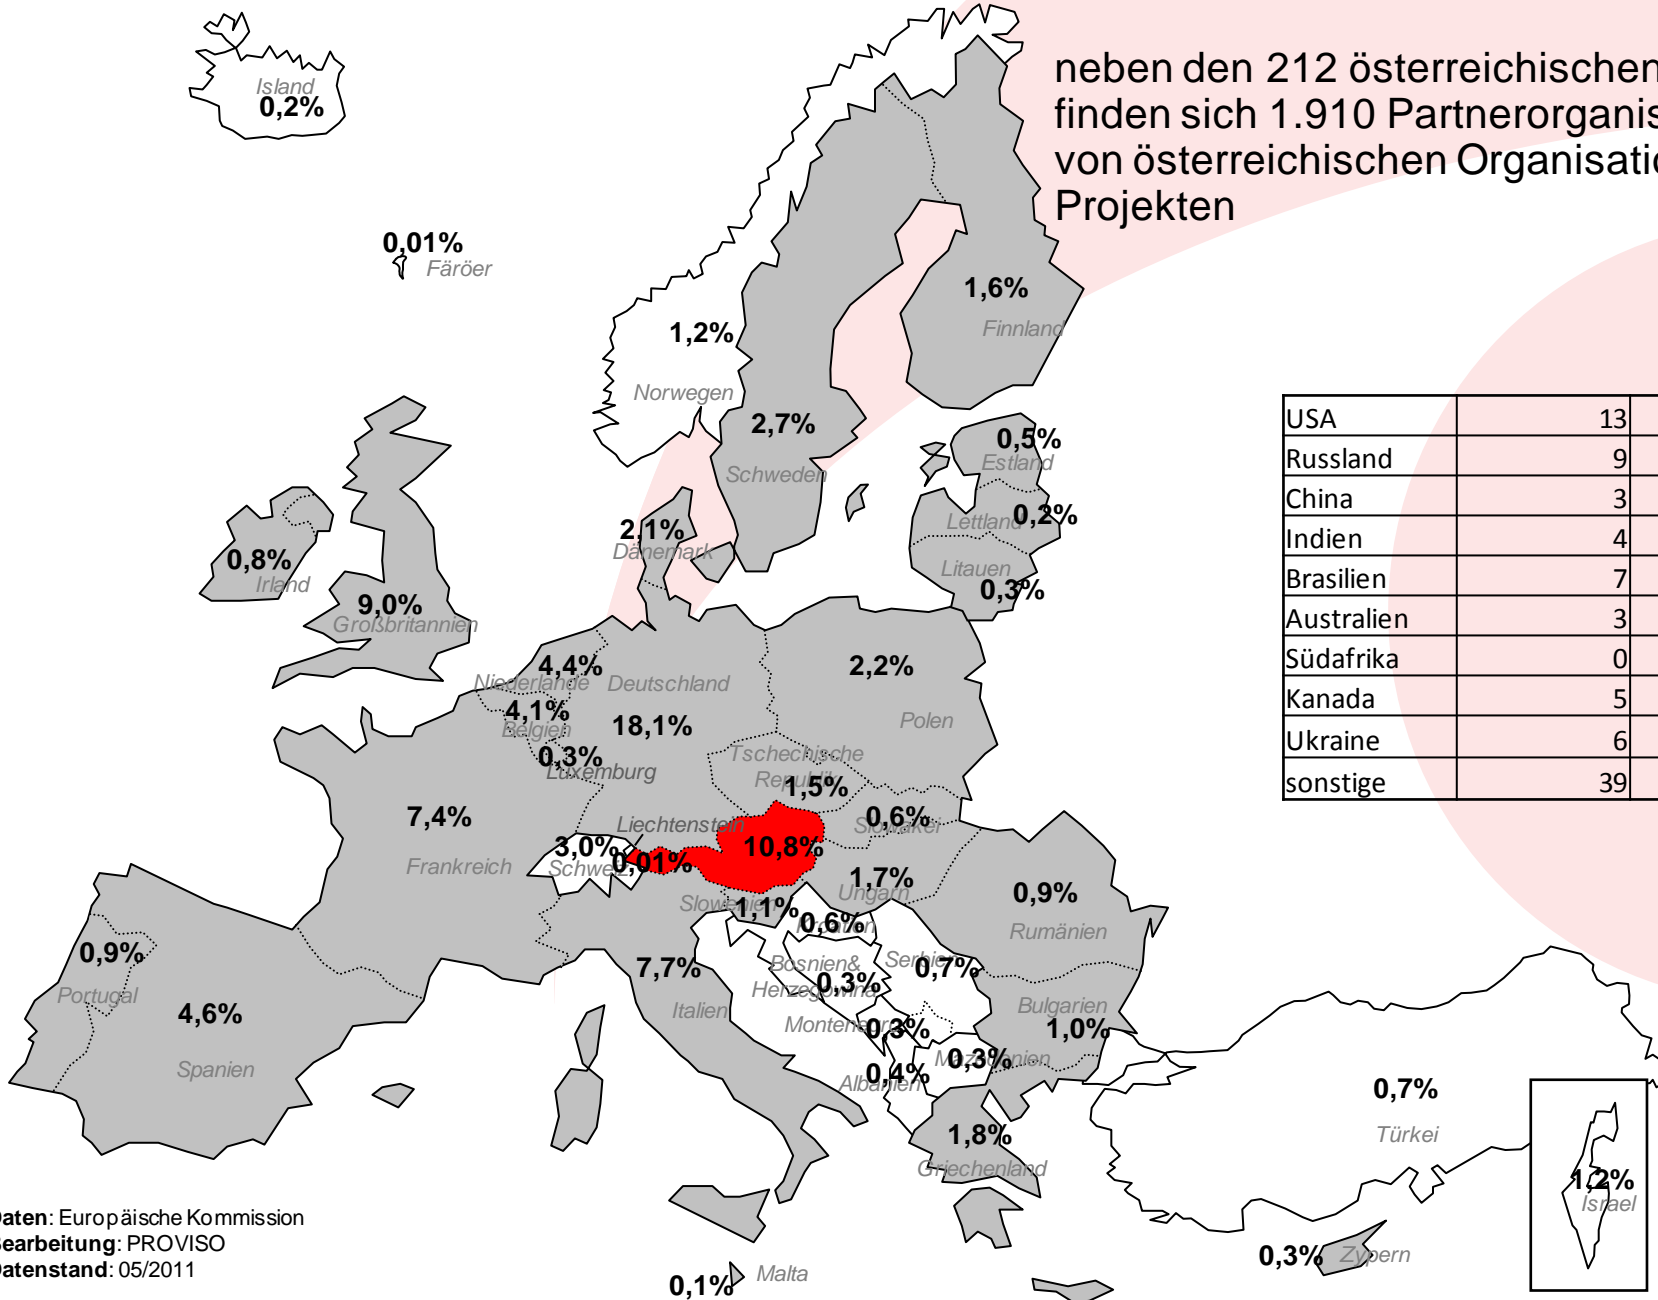 neben den 212 österreichischen
finden sich 1.910 Partnerorganis
von österreichischen Organisatio
Projekten
Island
0,2%
0,01%
Färöer
1,6%
Finnland
1,2%
Norwegen
2,7%
Schweden
0,5%
Estland
Lettland
0,2%
Litauen
0,3%
2,1%
Dänemark
0,8%
Irland
9,0%
Großbritannien
4,4%
Niederlande
Deutschland
18,1%
4,1%
Belgien
0,3%
Luxemburg
2,2%
Polen
Tschechische
Republik
1,5%
0,6%
Slowakei
7,4%
Frankreich
Liechtenstein
0,01%
3,0%
Schweiz
10,8%
1,7%
Ungarn
Slowenien
1,1%
0,6%
Kroatien
0,9%
Rumänien
0,9%
Portugal
4,6%
Spanien
7,7%
Italien
Bosnien&
Herzegowina
0,3%
Serbien
0,7%
Montenegro
0,3%
Bulgarien
1,0%
Mazedonien
0,3%
0,4%
Albanien
1,8%
Griechenland
0,7%
Türkei
1,2%
Israel
0,3%
Zypern
0,1%
Malta
USA 13
Russland 9
China 3
Indien 4
Brasilien 7
Australien 3
Südafrika 0
Kanada 5
Ukraine 6
sonstige 39
Daten: Europäische Kommission
Bearbeitung: PROVISO
Datenstand: 05/2011